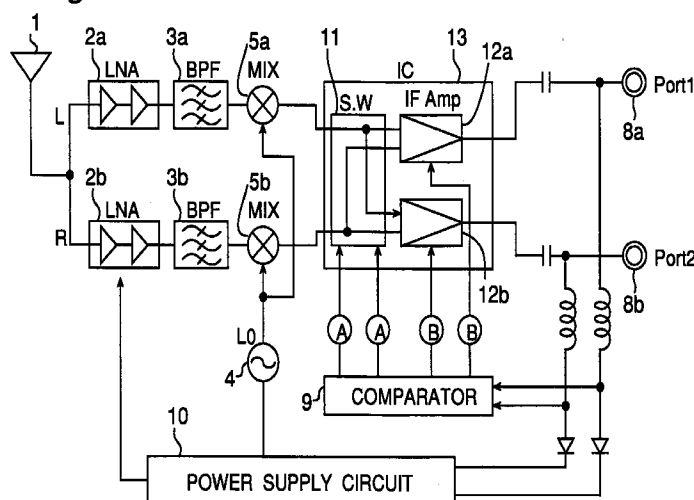 1
2a
3a
5a
11
IC
13
12a
LNA
BPF
MIX
S.W
IF Amp
Port1
8a
L
2b
3b
5b
LNA
BPF
MIX
R
Port2
8b
12b
LO
4
A
A
B
B
9
COMPARATOR
10
POWER SUPPLY CIRCUIT